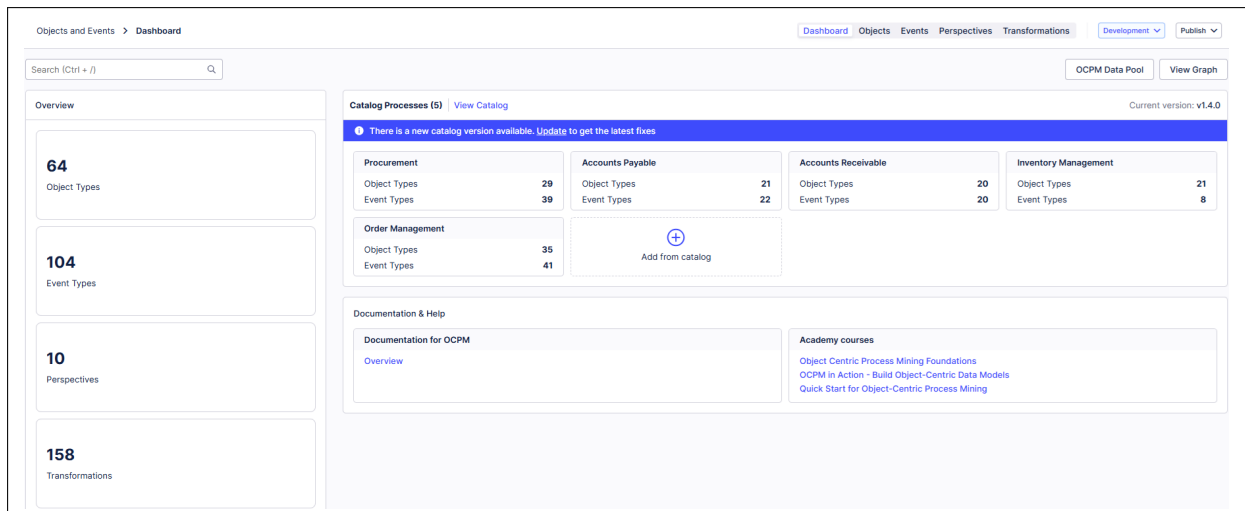 Objects and Events > Dashboard
Dashboard Objects Events Perspectives Transformations Development Publish
Search (Ctrl + /)
OCPM Data Pool View Graph
Overview
64
Object Types
104
Event Types
10
Perspectives
158
Transformations
Catalog Processes (5) View Catalog Current version: v1.4.0
There is a new catalog version available. Update to get the latest fixes
Procurement
Object Types 29
Event Types 39
Accounts Payable
Object Types 21
Event Types 22
Accounts Receivable
Object Types 20
Event Types 20
Inventory Management
Object Types 21
Event Types 8
Order Management
Object Types 35
Event Types 41
Add from catalog
Documentation & Help
Documentation for OCPM
Overview
Academy courses
Object Centric Process Mining Foundations
OCPM in Action - Build Object-Centric Data Models
Quick Start for Object-Centric Process Mining